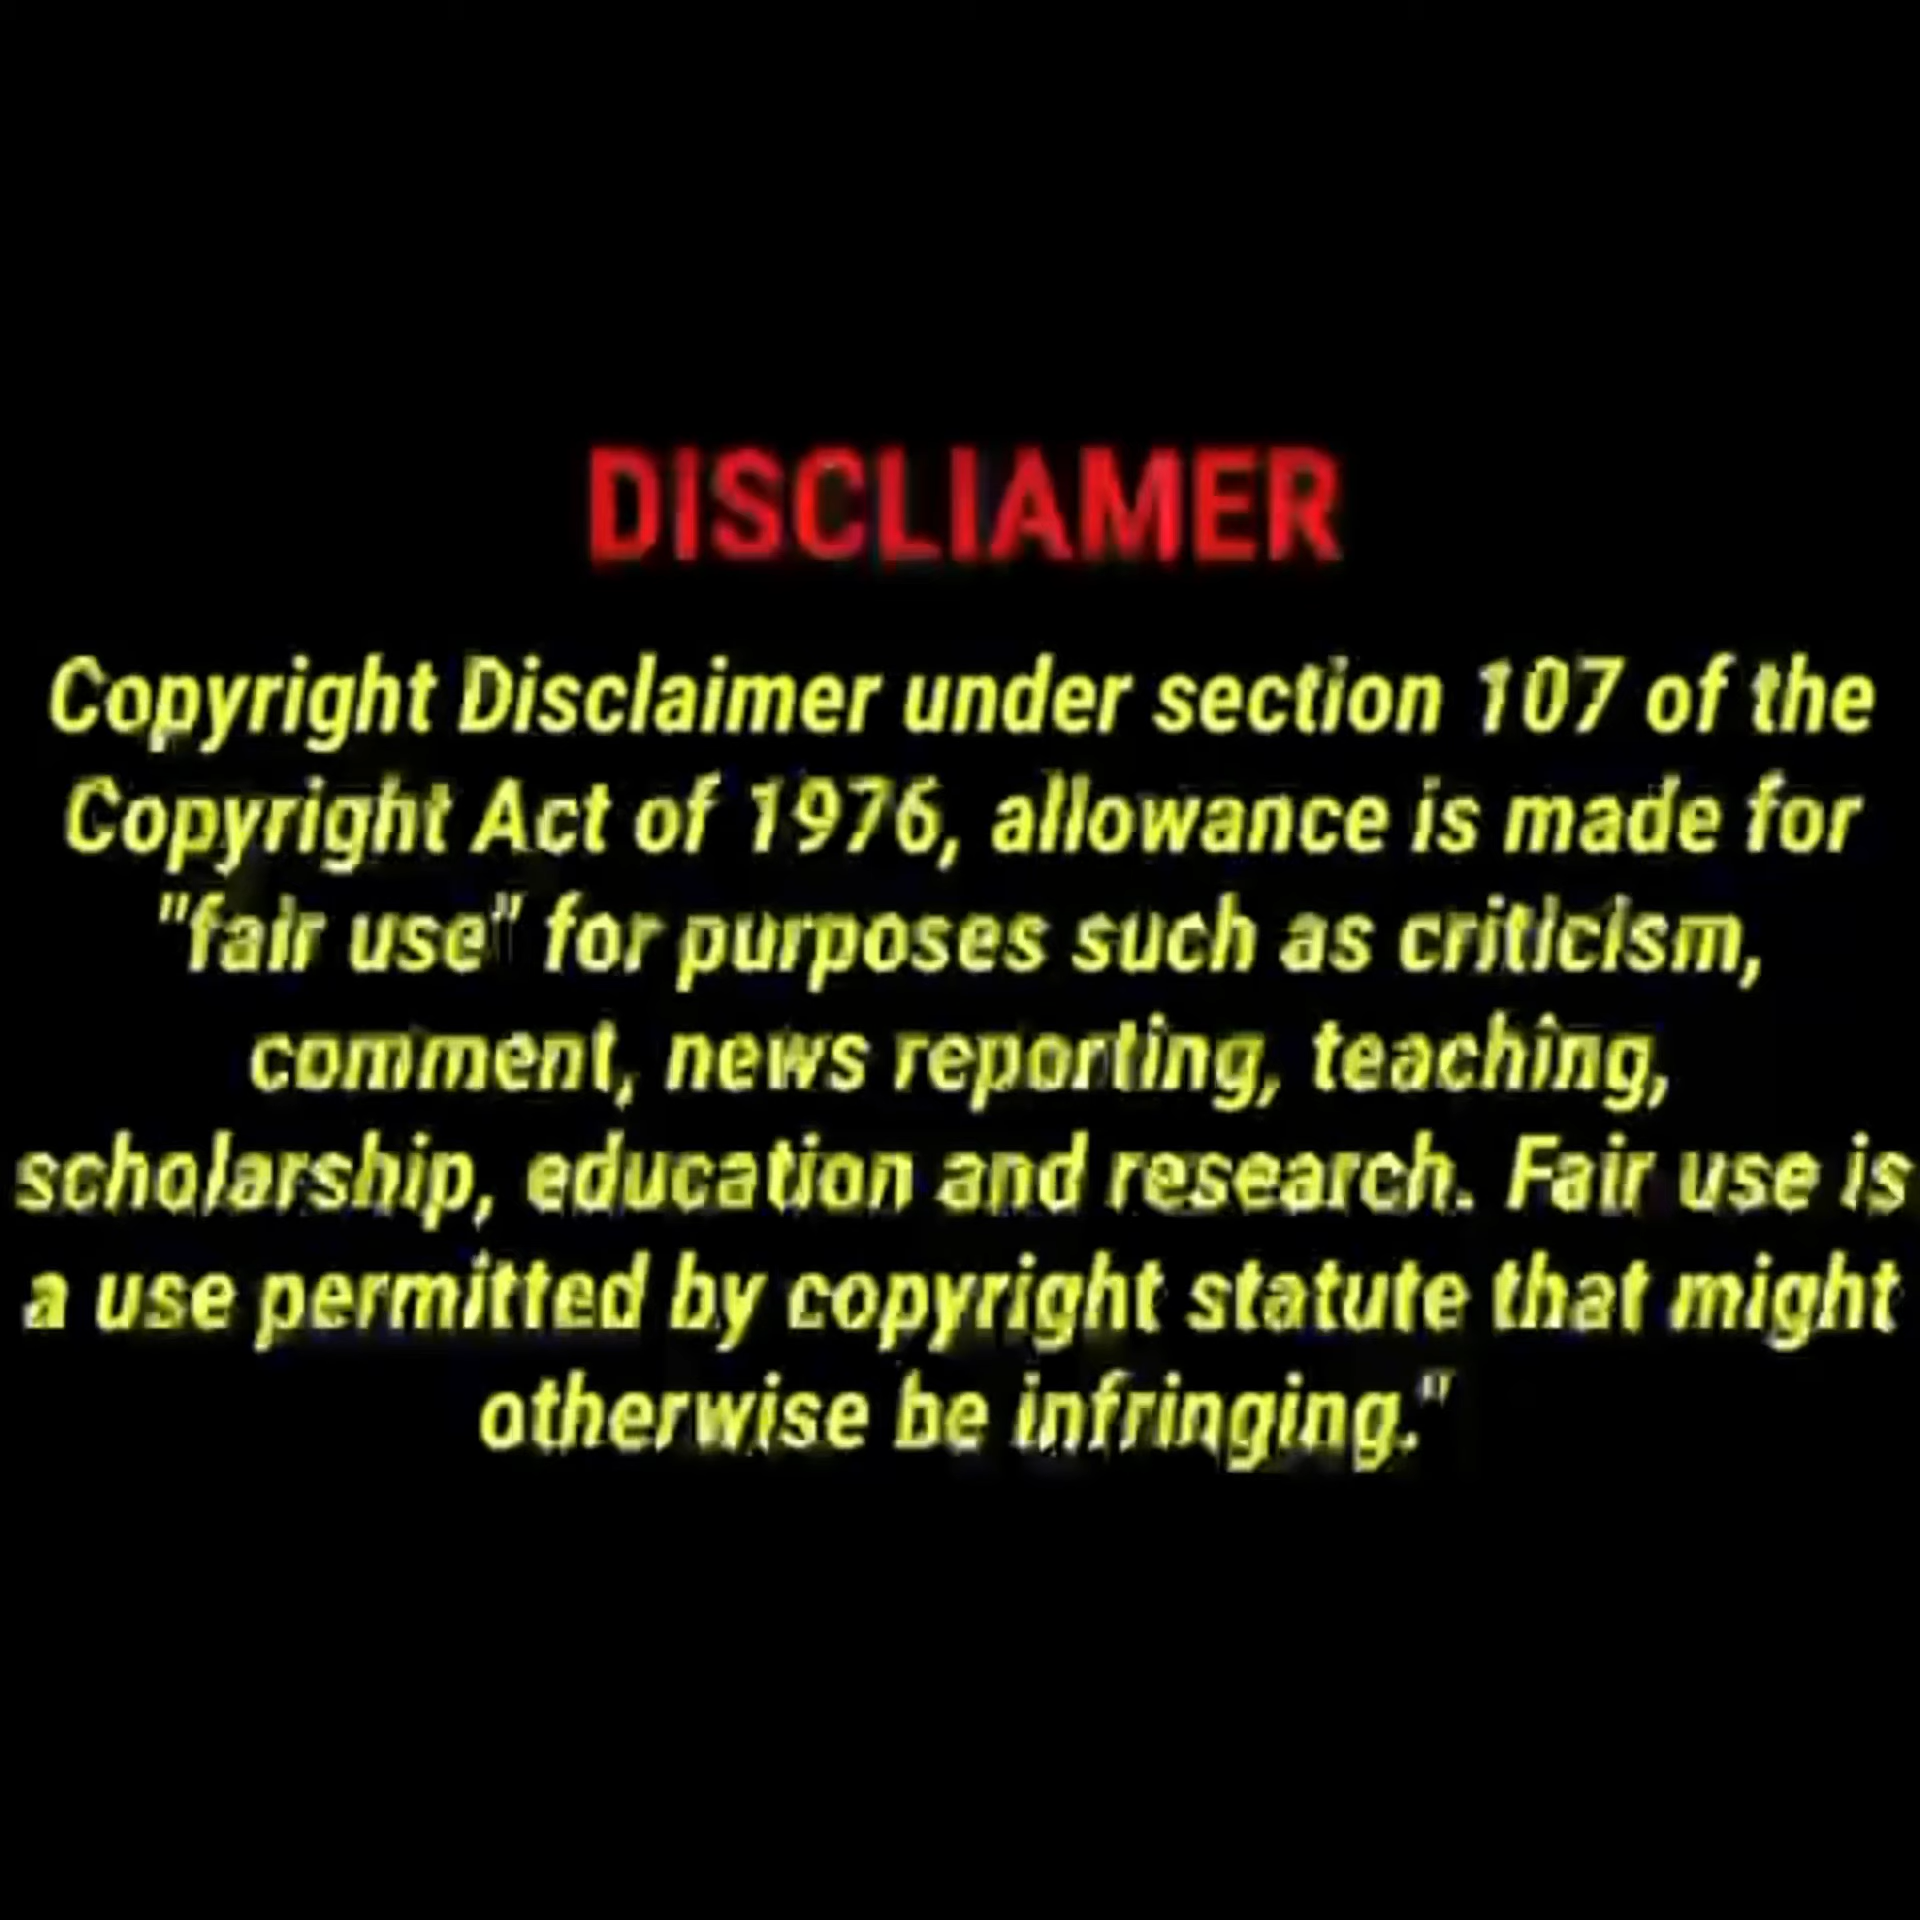 DISCLIAMER
Copyright Disclaimer under section 107 of the
Copyright Act of 1976, allowance is made for
"fair use" for purposes such as criticism,
comment, news reporting, teaching,
scholarship, education and research. Fair use is
a use permitted by copyright statute that might
otherwise be infringing."